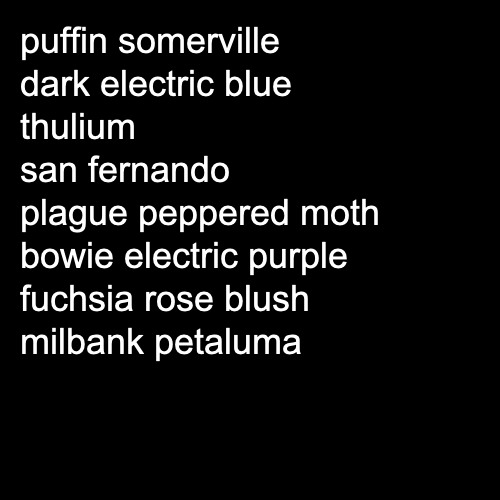 puffin somerville
dark electric blue
thulium
san fernando
plague peppered moth
bowie electric purple
fuchsia rose blush
milbank petaluma